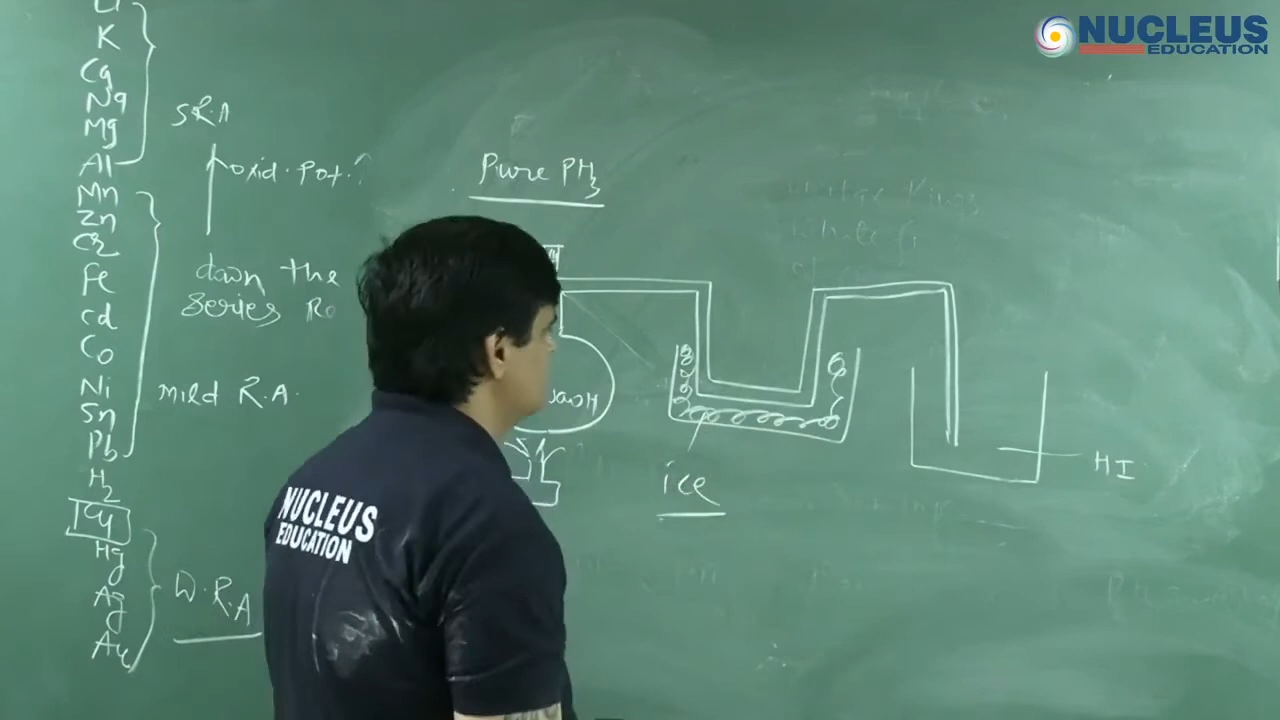 NUCLEUS
EDUCATION
K
Ca
Na
Mg
Al
Mn
Zn
Cr
Fe
Cd
Co
Ni
Sn
Pb
H2
Cu
Hg
Ag
Au
S.R.A
oxid. pot.↑
down the
series
mild R.A.
W.R.A
Pure PH3
ice
HI
NUCLEUS
EDUCATION